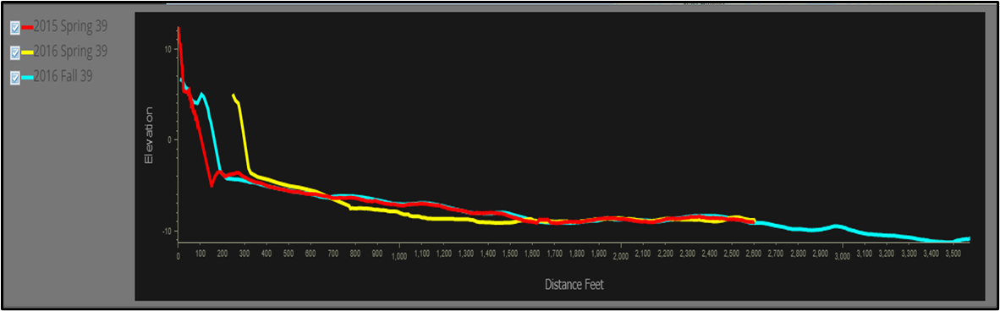 2015 Spring 39
2016 Spring 39
2016 Fall 39
10
0
-10
Elevation
0 100 200 300 400 500 600 700 800 900 1,000 1,100 1,200 1,300 1,400 1,500 1,600 1,700 1,800 1,900 2,000 2,100 2,200 2,300 2,400 2,500 2,600 2,700 2,800 2,900 3,000 3,100 3,200 3,300 3,400 3,500
Distance Feet